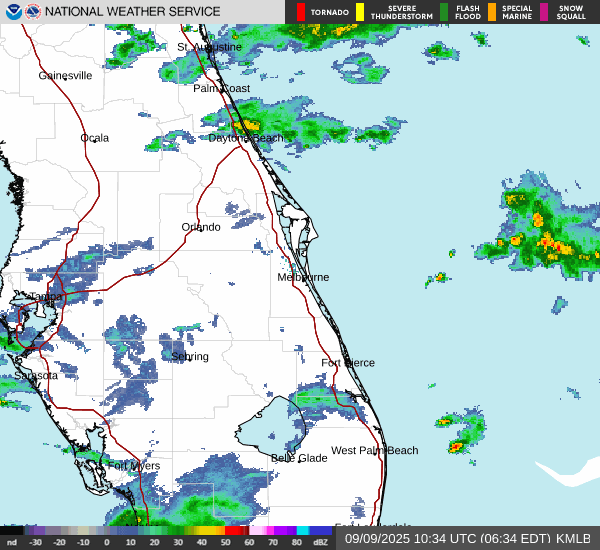 NATIONAL WEATHER SERVICE
TORNADO
SEVERE
THUNDERSTORM
FLASH
FLOOD
SPECIAL
MARINE
SNOW
SQUALL
St. Augustine
Gainesville
Palm Coast
Ocala
Daytona Beach
Orlando
Melbourne
Tampa
Sebring
Fort Pierce
Sarasota
West Palm Beach
Belle Glade
Fort Myers
nd -30 -20 -10 0 10 20 30 40 50 60 70 80 dBZ
09/09/2025 10:34 UTC (06:34 EDT) KMLB